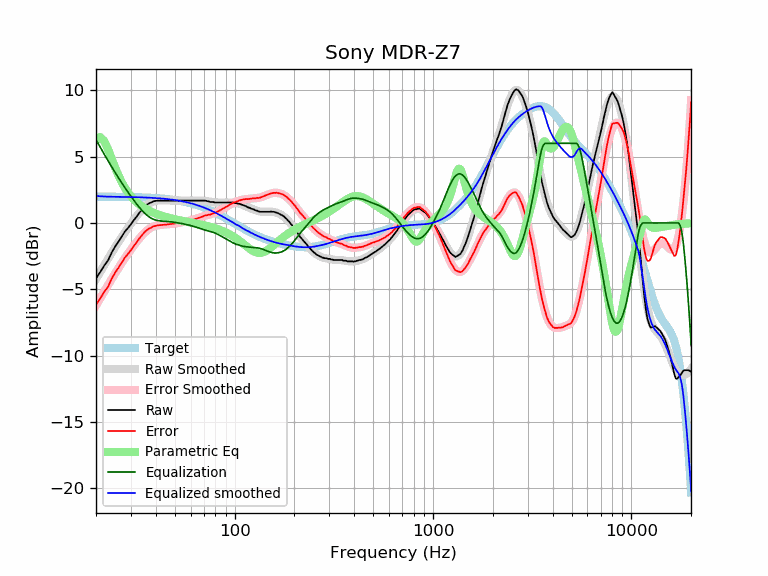 Sony MDR-Z7
Amplitude (dBr)
10
5
0
−5
−10
−15
−20
Target
Raw Smoothed
Error Smoothed
Raw
Error
Parametric Eq
Equalization
Equalized smoothed
100
1000
10000
Frequency (Hz)